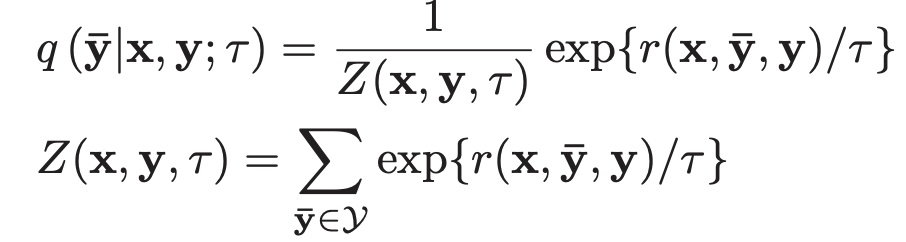 q (ȳ|x, y; τ) = 1 / Z(x, y, τ) exp{r(x, ȳ, y)/τ}
Z(x, y, τ) = ∑ ȳ∈𝒴 exp{r(x, ȳ, y)/τ}